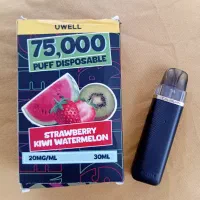 UWELL
75,000
PUFF DISPOSABLE
STRAWBERRY
KIWI WATERMELON
20MG/ML
30ML